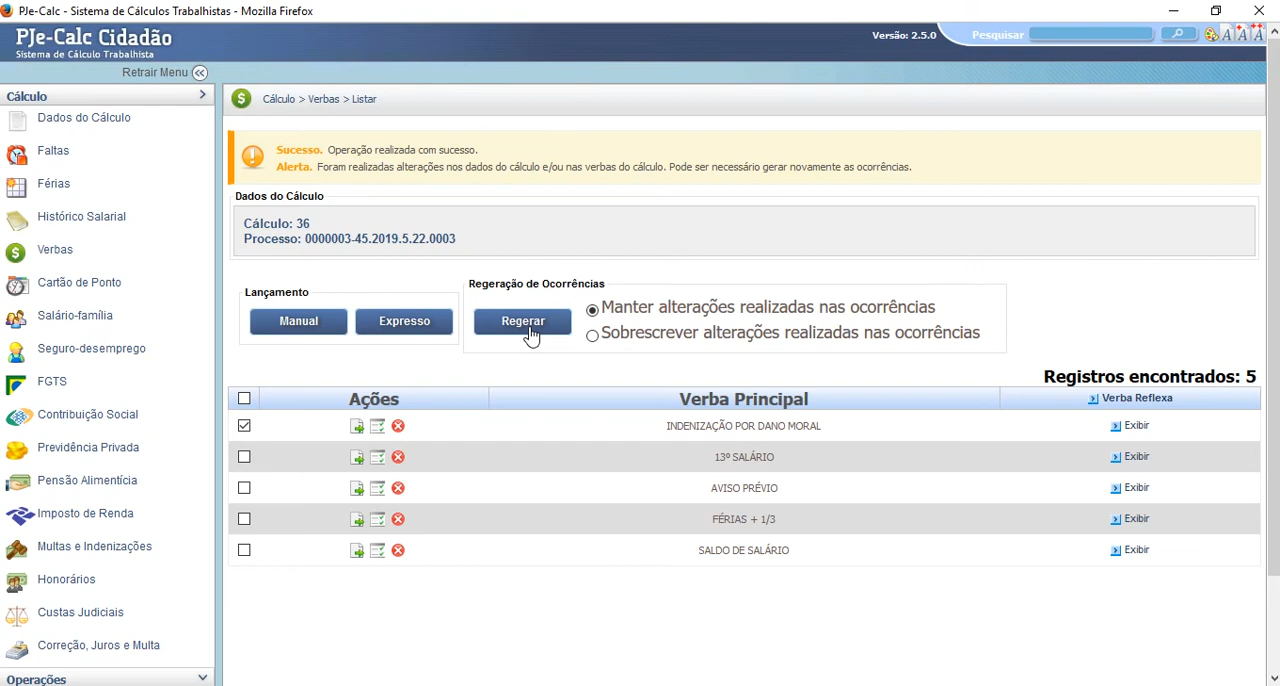 PJe-Calc - Sistema de Cálculos Trabalhistas - Mozilla Firefox
PJe-Calc Cidadão
Sistema de Cálculo Trabalhista
Versão: 2.5.0
Pesquisar
A A A
Retrair Menu
Cálculo
Dados do Cálculo
Faltas
Férias
Histórico Salarial
Verbas
Cartão de Ponto
Salário-família
Seguro-desemprego
FGTS
Contribuição Social
Previdência Privada
Pensão Alimentícia
Imposto de Renda
Multas e Indenizações
Honorários
Custas Judiciais
Correção, Juros e Multa
Operações
Cálculo > Verbas > Listar
Sucesso. Operação realizada com sucesso.
Alerta. Foram realizadas alterações nos dados do cálculo e/ou nas verbas do cálculo. Pode ser necessário gerar novamente as ocorrências.
Dados do Cálculo
Cálculo: 36
Processo: 0000003-45.2019.5.22.0003
Lançamento
Manual Expresso
Regeração de Ocorrências
Regerar
Manter alterações realizadas nas ocorrências
Sobrescrever alterações realizadas nas ocorrências
Registros encontrados: 5
Ações Verba Principal Verba Reflexa
INDENIZAÇÃO POR DANO MORAL Exibir
13º SALÁRIO Exibir
AVISO PRÉVIO Exibir
FÉRIAS + 1/3 Exibir
SALDO DE SALÁRIO Exibir